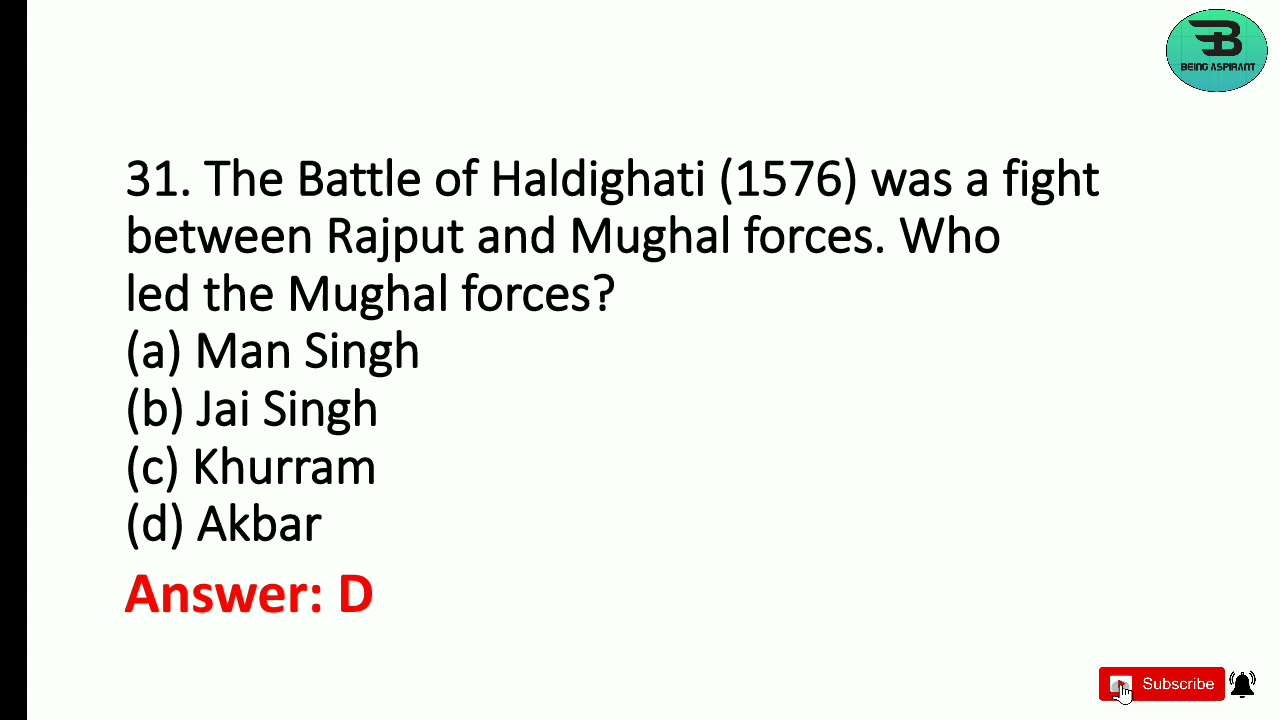 BEING ASPIRANT
31. The Battle of Haldighati (1576) was a fight
between Rajput and Mughal forces. Who
led the Mughal forces?
(a) Man Singh
(b) Jai Singh
(c) Khurram
(d) Akbar
Answer: D
Subscribe